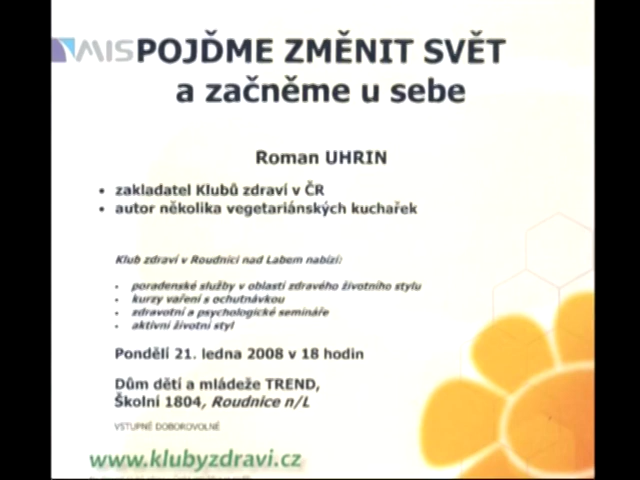 MIS
POJĎME ZMĚNIT SVĚT
a začněme u sebe
Roman UHRIN
• zakladatel Klubů zdraví v ČR
• autor několika vegetariánských kuchařek
Klub zdraví v Roudnici nad Labem nabízí:
• poradenské služby v oblasti zdravého životního stylu
• kurzy vaření s ochutnávkou
• zdravotní a psychologické semináře
• aktivní životní styl
Pondělí 21. ledna 2008 v 18 hodin
Dům dětí a mládeže TREND,
Školní 1804, Roudnice n/L
VSTUPNÉ DOBOROVOLNÉ
www.klubyzdravi.cz